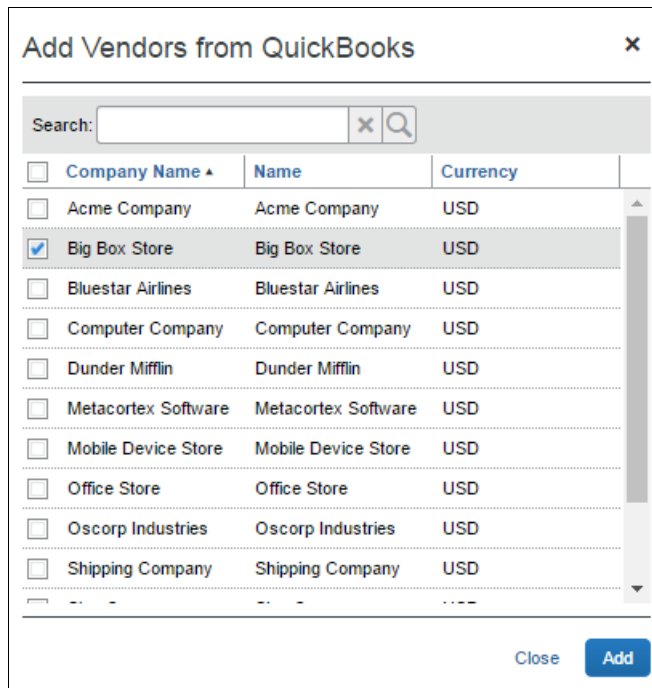 Add Vendors from QuickBooks
Search:
Company Name Name Currency
Acme Company Acme Company USD
Big Box Store Big Box Store USD
Bluestar Airlines Bluestar Airlines USD
Computer Company Computer Company USD
Dunder Mifflin Dunder Mifflin USD
Metacortex Software Metacortex Software USD
Mobile Device Store Mobile Device Store USD
Office Store Office Store USD
Oscorp Industries Oscorp Industries USD
Shipping Company Shipping Company USD
Close Add